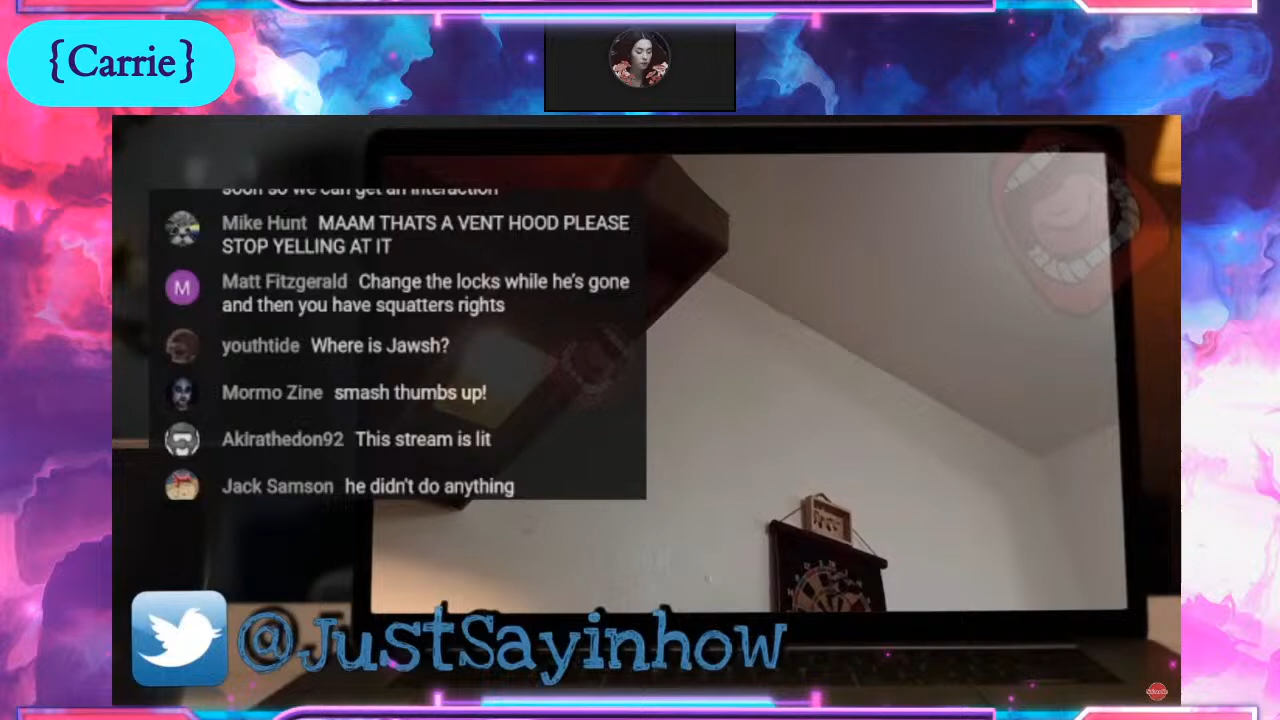 {Carrie}
soon so we can get an interaction
Mike Hunt MAAM THATS A VENT HOOD PLEASE
STOP YELLING AT IT
Matt Fitzgerald Change the locks while he's gone
and then you have squatters rights
youthtide Where is Jawsh?
Mormo Zine smash thumbs up!
Akirathedon92 This stream is lit
Jack Samson he didn't do anything
M
@JustSayinhow